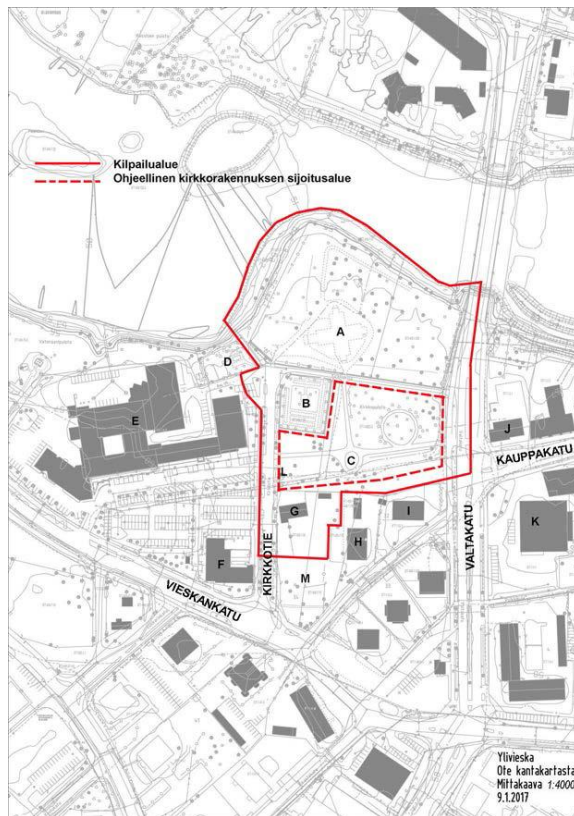 Kilpailualue
Ohjeellinen kirkkorakennuksen sijoitusalue
A
D
B
E
J
KAUPPAKATU
C
L
G
I
K
H
F
KIRKKOTIE
VALTAKATU
M
VIESKANKATU
Ylivieska
Ote kantakartasta
Mittakaava 1:4000
9.1.2017